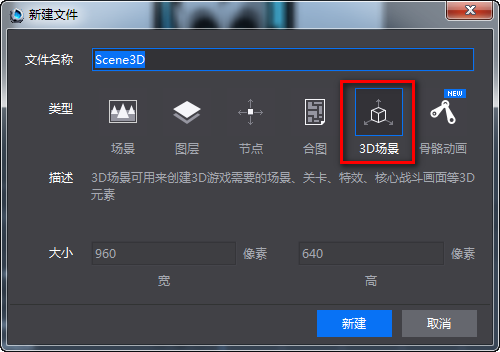 新建文件
文件名称 Scene3D
类型
NEW
场景 图层 节点 合图 3D场景 骨骼动画
描述 3D场景可用来创建3D游戏需要的场景、关卡、特效、核心战斗画面等3D
元素
大小 960 像素 640 像素
宽 高
新建 取消